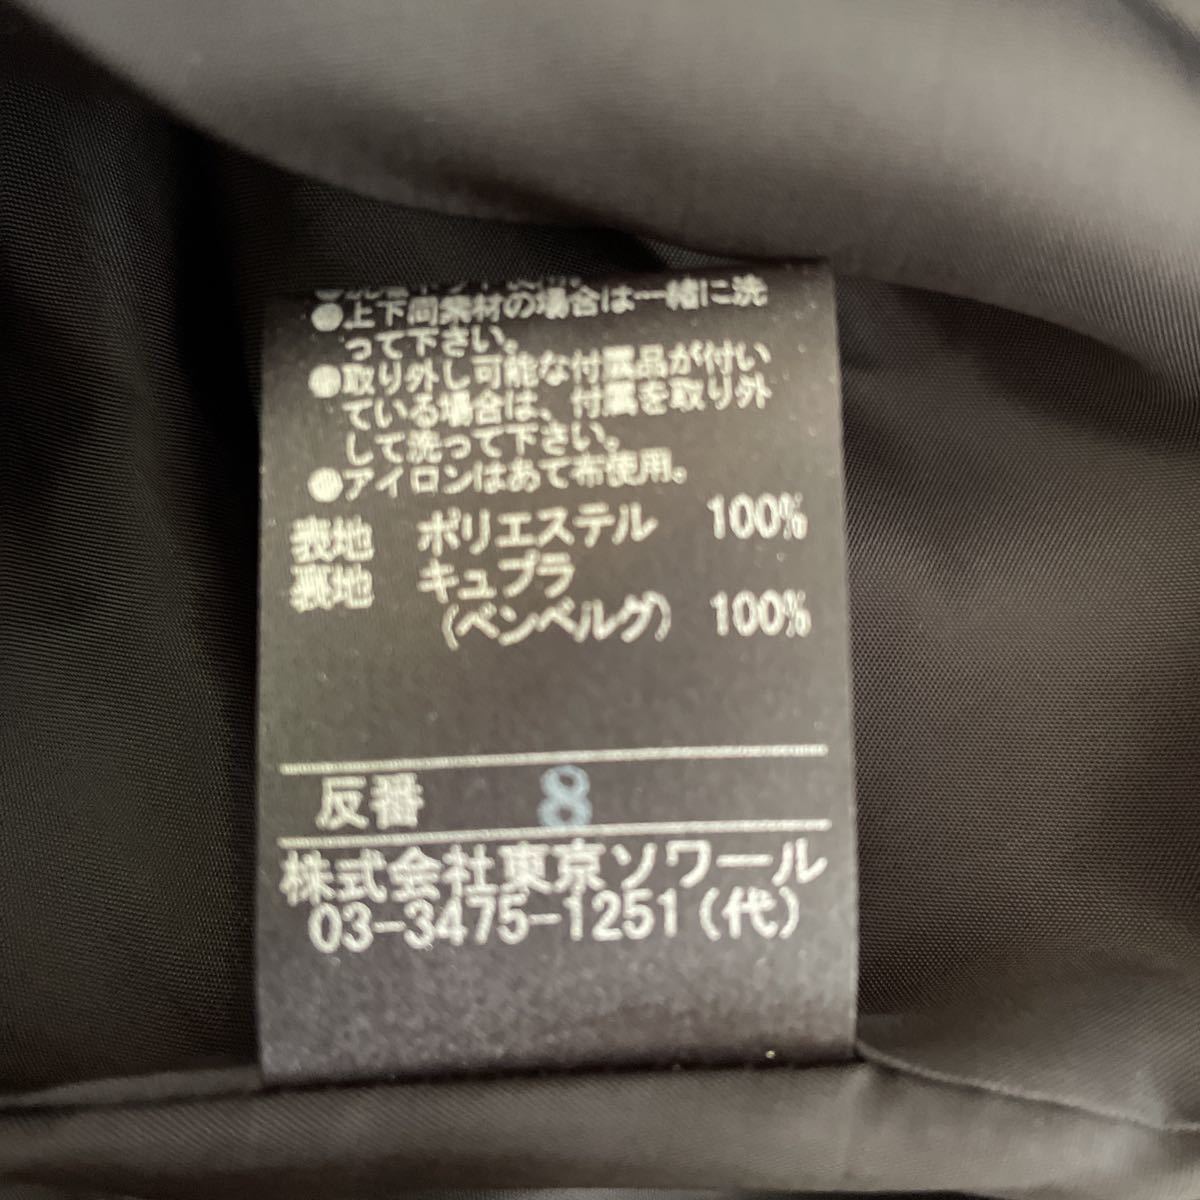 ●上下同素材の場合は一緒に洗
って下さい。
●取り外し可能な付属品が付い
ている場合は、付属を取り外
して洗って下さい。
●アイロンはあて布使用。
表地 ポリエステル 100%
裏地 キュプラ
(ベンベルグ) 100%
反番 8
株式会社東京ソワール
03-3475-1251(代)